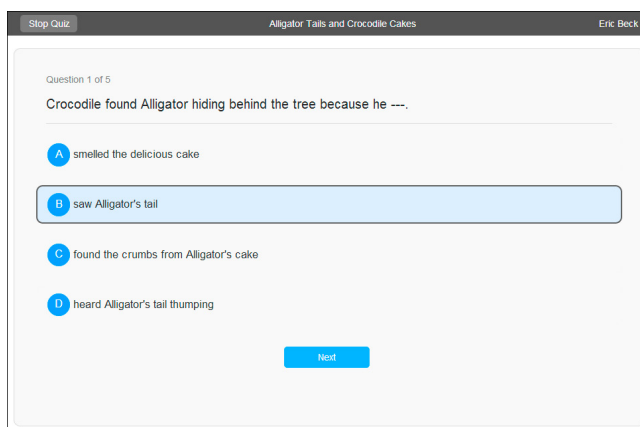 Stop Quiz
Alligator Tails and Crocodile Cakes
Eric Beck
Question 1 of 5
Crocodile found Alligator hiding behind the tree because he ---.
A smelled the delicious cake
B saw Alligator's tail
C found the crumbs from Alligator's cake
D heard Alligator's tail thumping
Next